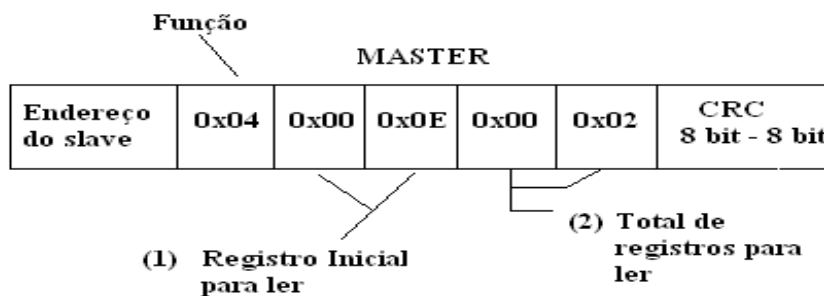 Função
MASTER
Endereço
do slave
0x04
0x00
0x0E
0x00
0x02
CRC
8 bit - 8 bit
(1) Registro Inicial
para ler
(2) Total de
registros para
ler